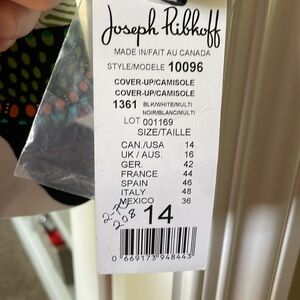 Joseph Ribkoff
MADE IN/FAIT AU CANADA
STYLE/MODELE 10096
COVER-UP/CAMISOLE
COVER-UP/CAMISOLE
1361 BLK/WHITE/MULTI
NOIR/BLANC/MULTI
LOT 001169
SIZE/TAILLE
CAN./USA 14
UK / AUS. 16
GER. 42
FRANCE 44
SPAIN 46
ITALY 48
MEXICO 36
208
14
0 669173 948443